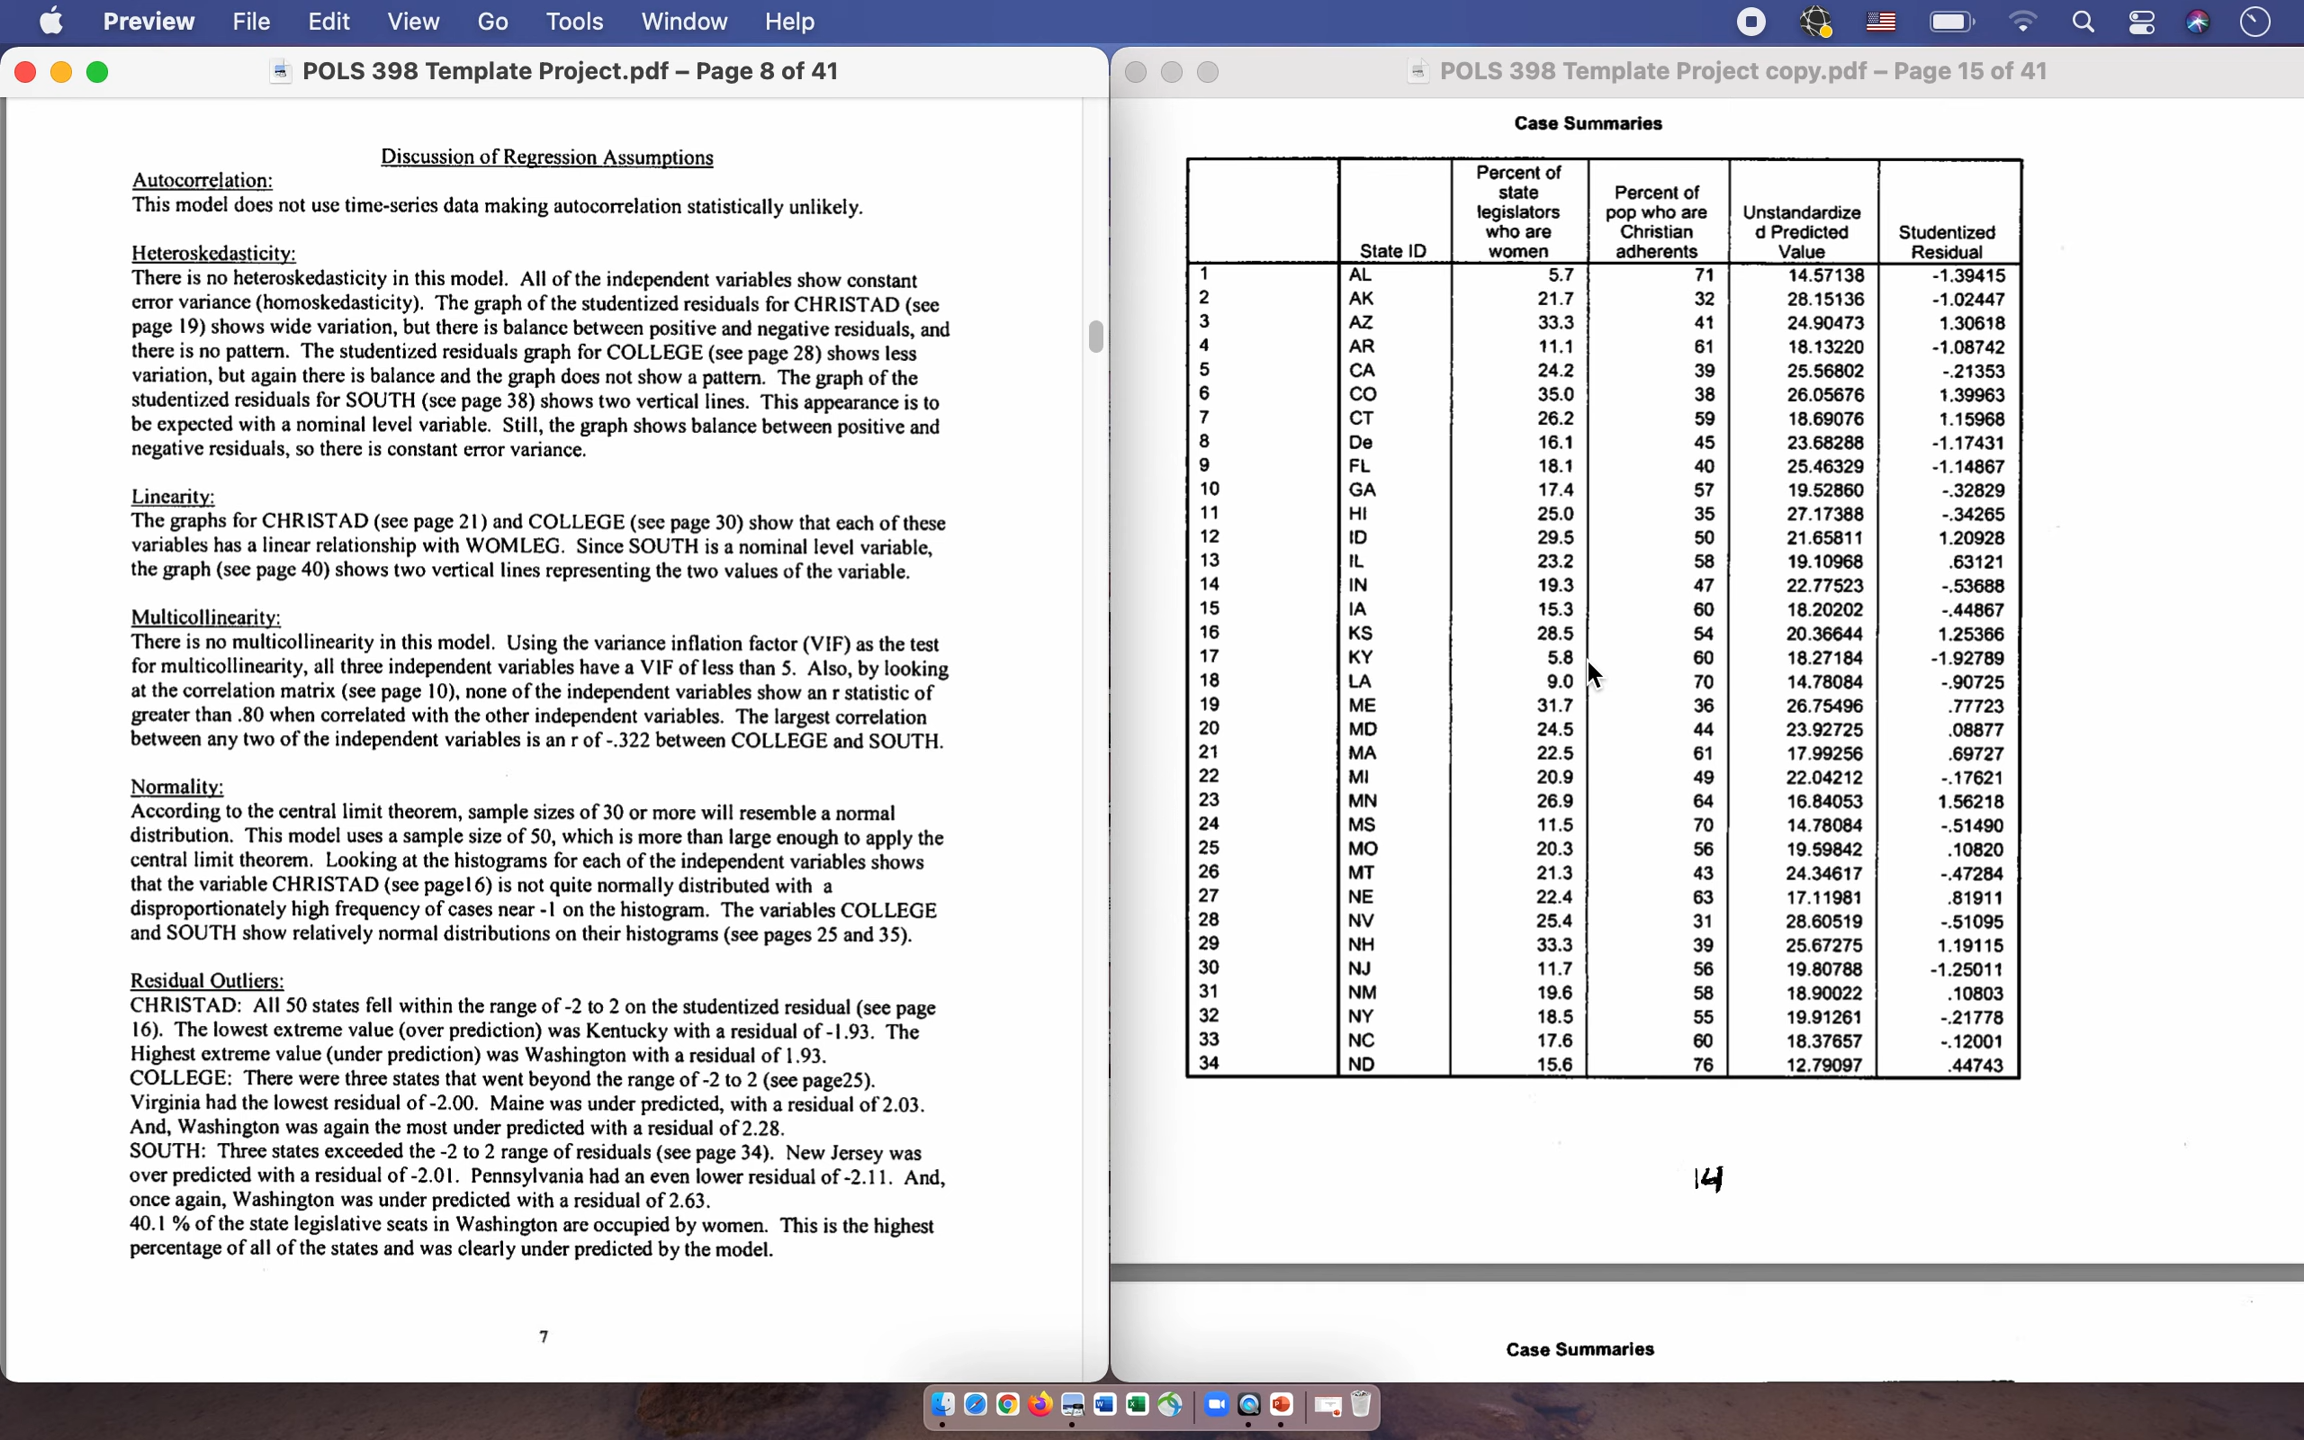 Preview File Edit View Go Tools Window Help
POLS 398 Template Project.pdf – Page 8 of 41
Discussion of Regression Assumptions
Autocorrelation:
This model does not use time-series data making autocorrelation statistically unlikely.
Heteroskedasticity:
There is no heteroskedasticity in this model. All of the independent variables show constant
error variance (homoskedasticity). The graph of the studentized residuals for CHRISTAD (see
page 19) shows wide variation, but there is balance between positive and negative residuals, and
there is no pattern. The studentized residuals graph for COLLEGE (see page 28) shows less
variation, but again there is balance and the graph does not show a pattern. The graph of the
studentized residuals for SOUTH (see page 38) shows two vertical lines. This appearance is to
be expected with a nominal level variable. Still, the graph shows balance between positive and
negative residuals, so there is constant error variance.
Linearity:
The graphs for CHRISTAD (see page 21) and COLLEGE (see page 30) show that each of these
variables has a linear relationship with WOMLEG. Since SOUTH is a nominal level variable,
the graph (see page 40) shows two vertical lines representing the two values of the variable.
Multicollinearity:
There is no multicollinearity in this model. Using the variance inflation factor (VIF) as the test
for multicollinearity, all three independent variables have a VIF of less than 5. Also, by looking
at the correlation matrix (see page 10), none of the independent variables show an r statistic of
greater than .80 when correlated with the other independent variables. The largest correlation
between any two of the independent variables is an r of -.322 between COLLEGE and SOUTH.
Normality:
According to the central limit theorem, sample sizes of 30 or more will resemble a normal
distribution. This model uses a sample size of 50, which is more than large enough to apply the
central limit theorem. Looking at the histograms for each of the independent variables shows
that the variable CHRISTAD (see page16) is not quite normally distributed with a
disproportionately high frequency of cases near -1 on the histogram. The variables COLLEGE
and SOUTH show relatively normal distributions on their histograms (see pages 25 and 35).
Residual Outliers:
CHRISTAD: All 50 states fell within the range of -2 to 2 on the studentized residual (see page
16). The lowest extreme value (over prediction) was Kentucky with a residual of -1.93. The
Highest extreme value (under prediction) was Washington with a residual of 1.93.
COLLEGE: There were three states that went beyond the range of -2 to 2 (see page25).
Virginia had the lowest residual of -2.00. Maine was under predicted, with a residual of 2.03.
And, Washington was again the most under predicted with a residual of 2.28.
SOUTH: Three states exceeded the -2 to 2 range of residuals (see page 34). New Jersey was
over predicted with a residual of -2.01. Pennsylvania had an even lower residual of -2.11. And,
once again, Washington was under predicted with a residual of 2.63.
40.1 % of the state legislative seats in Washington are occupied by women. This is the highest
percentage of all of the states and was clearly under predicted by the model.
7
POLS 398 Template Project copy.pdf – Page 15 of 41
Case Summaries
State ID
Percent of
state
legislators
who are
women
Percent of
pop who are
Christian
adherents
Unstandardize
d Predicted
Value
Studentized
Residual
1 AL 5.7 71 14.57138 -1.39415
2 AK 21.7 32 28.15136 -1.02447
3 AZ 33.3 41 24.90473 1.30618
4 AR 11.1 61 18.13220 -1.08742
5 CA 24.2 39 25.56802 -.21353
6 CO 35.0 38 26.05676 1.39963
7 CT 26.2 59 18.69076 1.15968
8 De 16.1 45 23.68288 -1.17431
9 FL 18.1 40 25.46329 -1.14867
10 GA 17.4 57 19.52860 -.32829
11 HI 25.0 35 27.17388 -.34265
12 ID 29.5 50 21.65811 1.20928
13 IL 23.2 58 19.10968 .63121
14 IN 19.3 47 22.77523 -.53688
15 IA 15.3 60 18.20202 -.44867
16 KS 28.5 54 20.36644 1.25366
17 KY 5.8 60 18.27184 -1.92789
18 LA 9.0 70 14.78084 -.90725
19 ME 31.7 36 26.75496 .77723
20 MD 24.5 44 23.92725 .08877
21 MA 22.5 61 17.99256 .69727
22 MI 20.9 49 22.04212 -.17621
23 MN 26.9 64 16.84053 1.56218
24 MS 11.5 70 14.78084 -.51490
25 MO 20.3 56 19.59842 .10820
26 MT 21.3 43 24.34617 -.47284
27 NE 22.4 63 17.11981 .81911
28 NV 25.4 31 28.60519 -.51095
29 NH 33.3 39 25.67275 1.19115
30 NJ 11.7 56 19.80788 -1.25011
31 NM 19.6 58 18.90022 .10803
32 NY 18.5 55 19.91261 -.21778
33 NC 17.6 60 18.37657 -.12001
34 ND 15.6 76 12.79097 .44743
14
Case Summaries